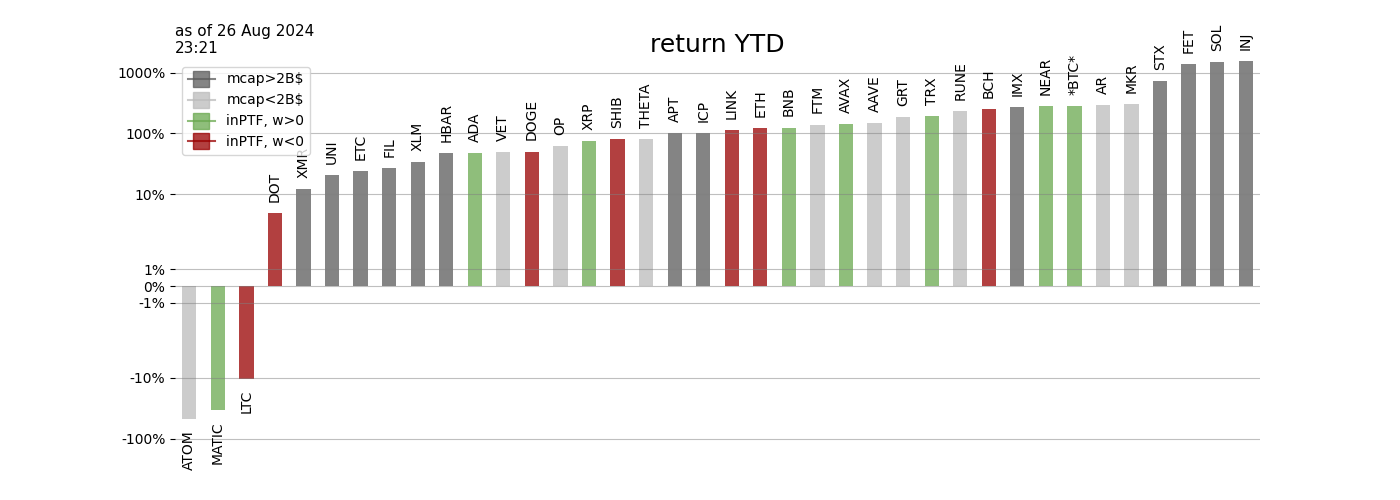 as of 26 Aug 2024
23:21
return YTD
mcap>2B$
mcap<2B$
inPTF, w>0
inPTF, w<0
1000%
100%
10%
1%
0%
-1%
-10%
-100%
ATOM
MATIC
LTC
DOT
XMR
UNI
ETC
FIL
XLM
HBAR
ADA
VET
DOGE
OP
XRP
SHIB
THETA
APT
ICP
LINK
ETH
BNB
FTM
AVAX
AAVE
GRT
TRX
RUNE
BCH
IMX
NEAR
*BTC*
AR
MKR
STX
FET
SOL
INJ